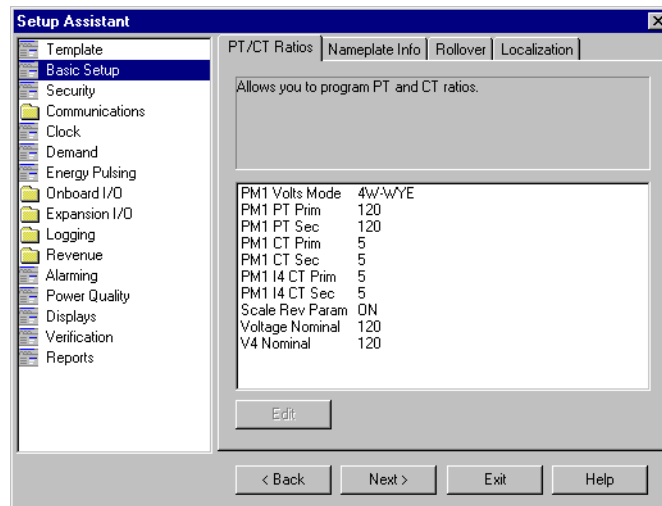 Setup Assistant
Template
Basic Setup
Security
Communications
Clock
Demand
Energy Pulsing
Onboard I/O
Expansion I/O
Logging
Revenue
Alarming
Power Quality
Displays
Verification
Reports
PT/CT Ratios Nameplate Info Rollover Localization
Allows you to program PT and CT ratios.
PM1 Volts Mode 4W-WYE
PM1 PT Prim 120
PM1 PT Sec 120
PM1 CT Prim 5
PM1 CT Sec 5
PM1 I4 CT Prim 5
PM1 I4 CT Sec 5
Scale Rev Param ON
Voltage Nominal 120
V4 Nominal 120
Edit
< Back Next > Exit Help